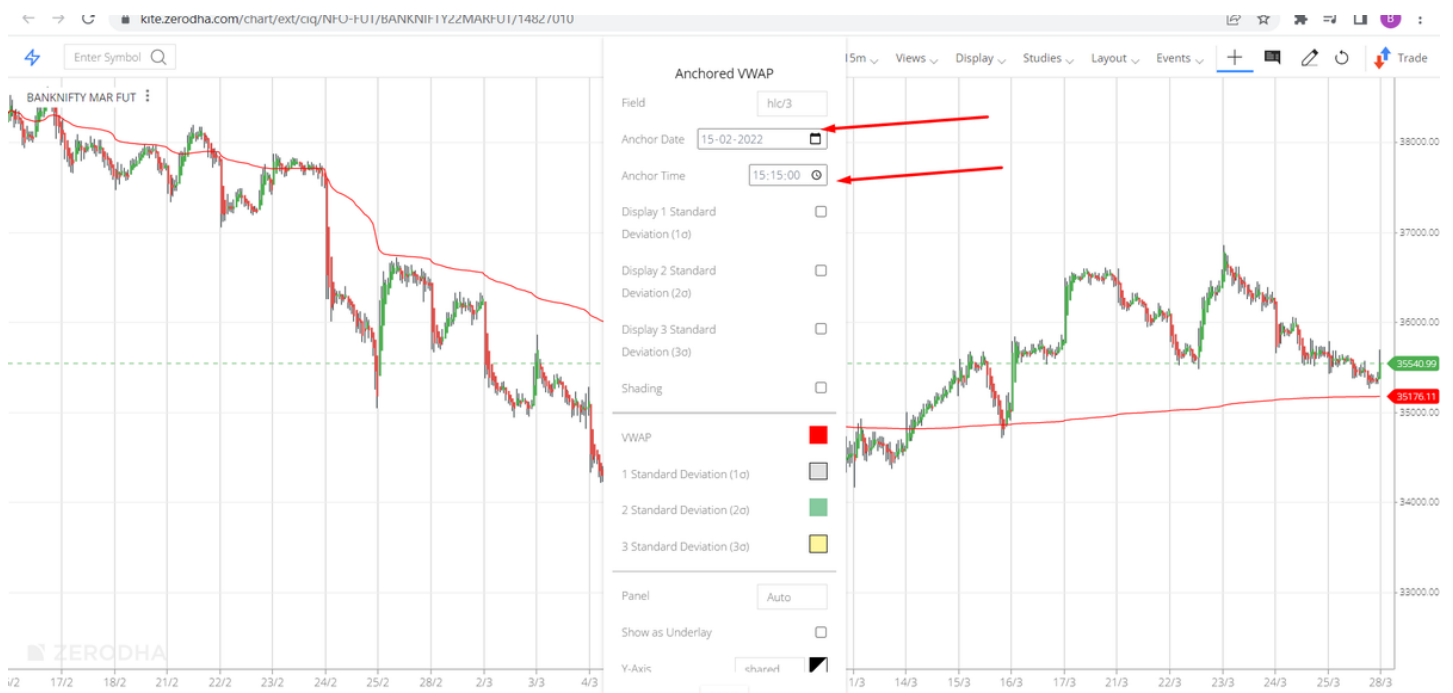 kite.zerodha.com/chart/ext/ciq/NFO-FUT/BANKNIFTY22MARFUT/14827010
B
Enter Symbol
15m Views Display Studies Layout Events Trade
BANKNIFTY MAR FUT
Anchored VWAP
Field hlc/3
Anchor Date 15-02-2022
Anchor Time 15:15:00
Display 1 Standard
Deviation (1σ)
Display 2 Standard
Deviation (2σ)
Display 3 Standard
Deviation (3σ)
Shading
VWAP
1 Standard Deviation (1σ)
2 Standard Deviation (2σ)
3 Standard Deviation (3σ)
Panel Auto
Show as Underlay
Y-Axis shared
38000.00
37000.00
36000.00
35540.99
35176.11
35000.00
34000.00
33000.00
ZERODHA
/2 17/2 18/2 21/2 22/2 23/2 24/2 25/2 28/2 2/3 3/3 4/3 1/3 14/3 15/3 16/3 17/3 21/3 22/3 23/3 24/3 25/3 28/3